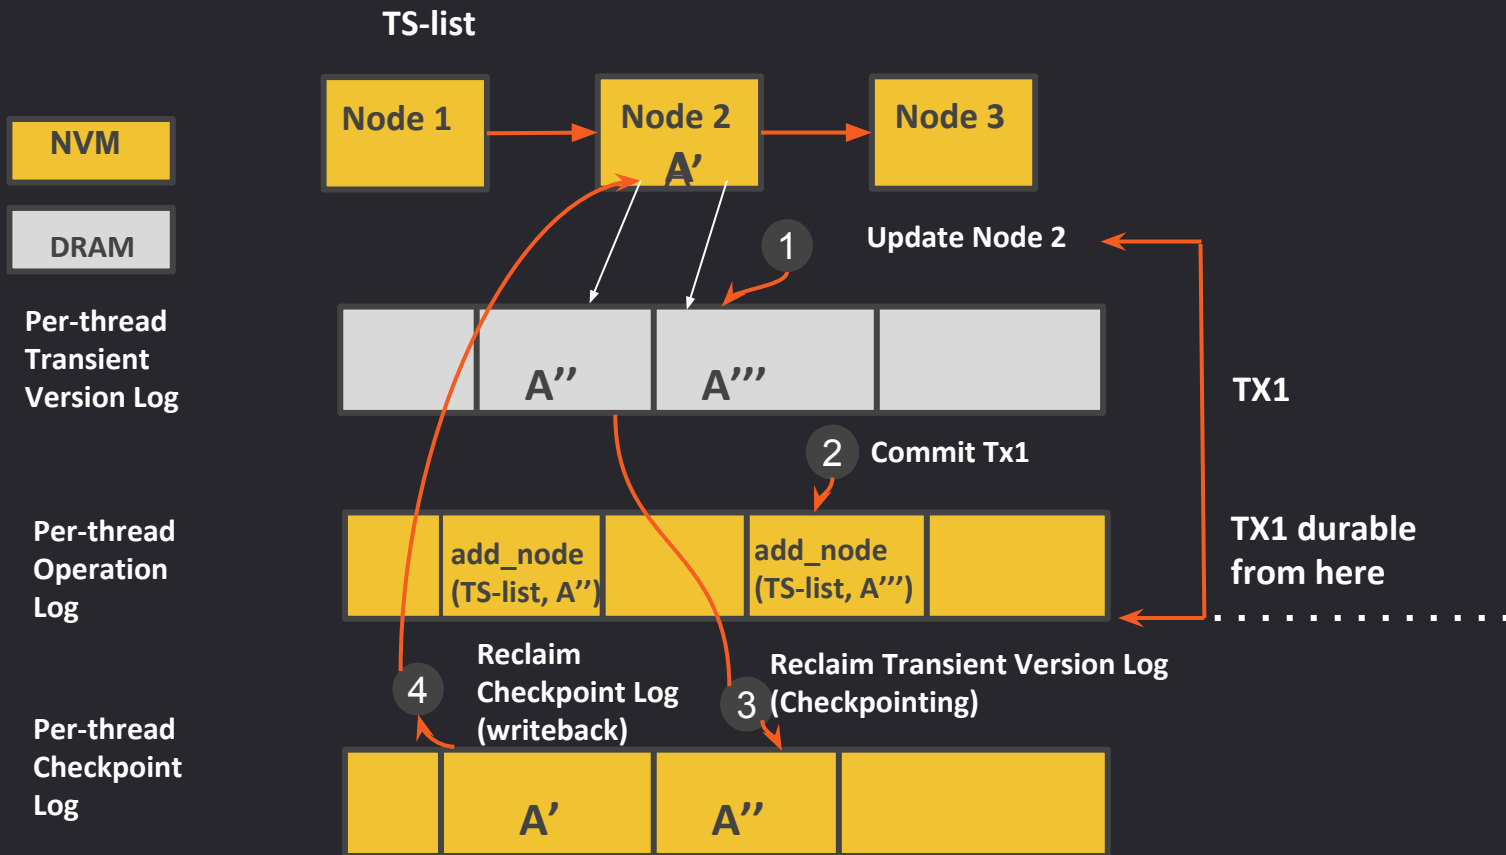 TS-list
Node 1
Node 2
A'
Node 3
NVM
DRAM
1
Update Node 2
Per-thread
Transient
Version Log
A''
A'''
TX1
2
Commit Tx1
Per-thread
Operation
Log
add_node
(TS-list, A'')
add_node
(TS-list, A''')
TX1 durable
from here
4
Reclaim
Checkpoint Log
(writeback)
3
Reclaim Transient Version Log
(Checkpointing)
Per-thread
Checkpoint
Log
A'
A''